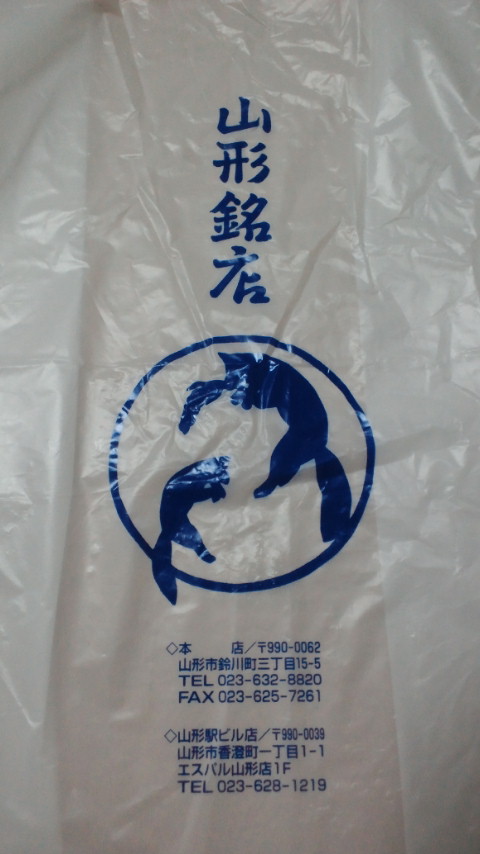 山形銘店
◇本　　店／〒990-0062
山形市鈴川町三丁目15-5
TEL 023-632-8820
FAX 023-625-7261
◇山形駅ビル店／〒990-0039
山形市香澄町一丁目1-1
エスパル山形店1F
TEL 023-628-1219